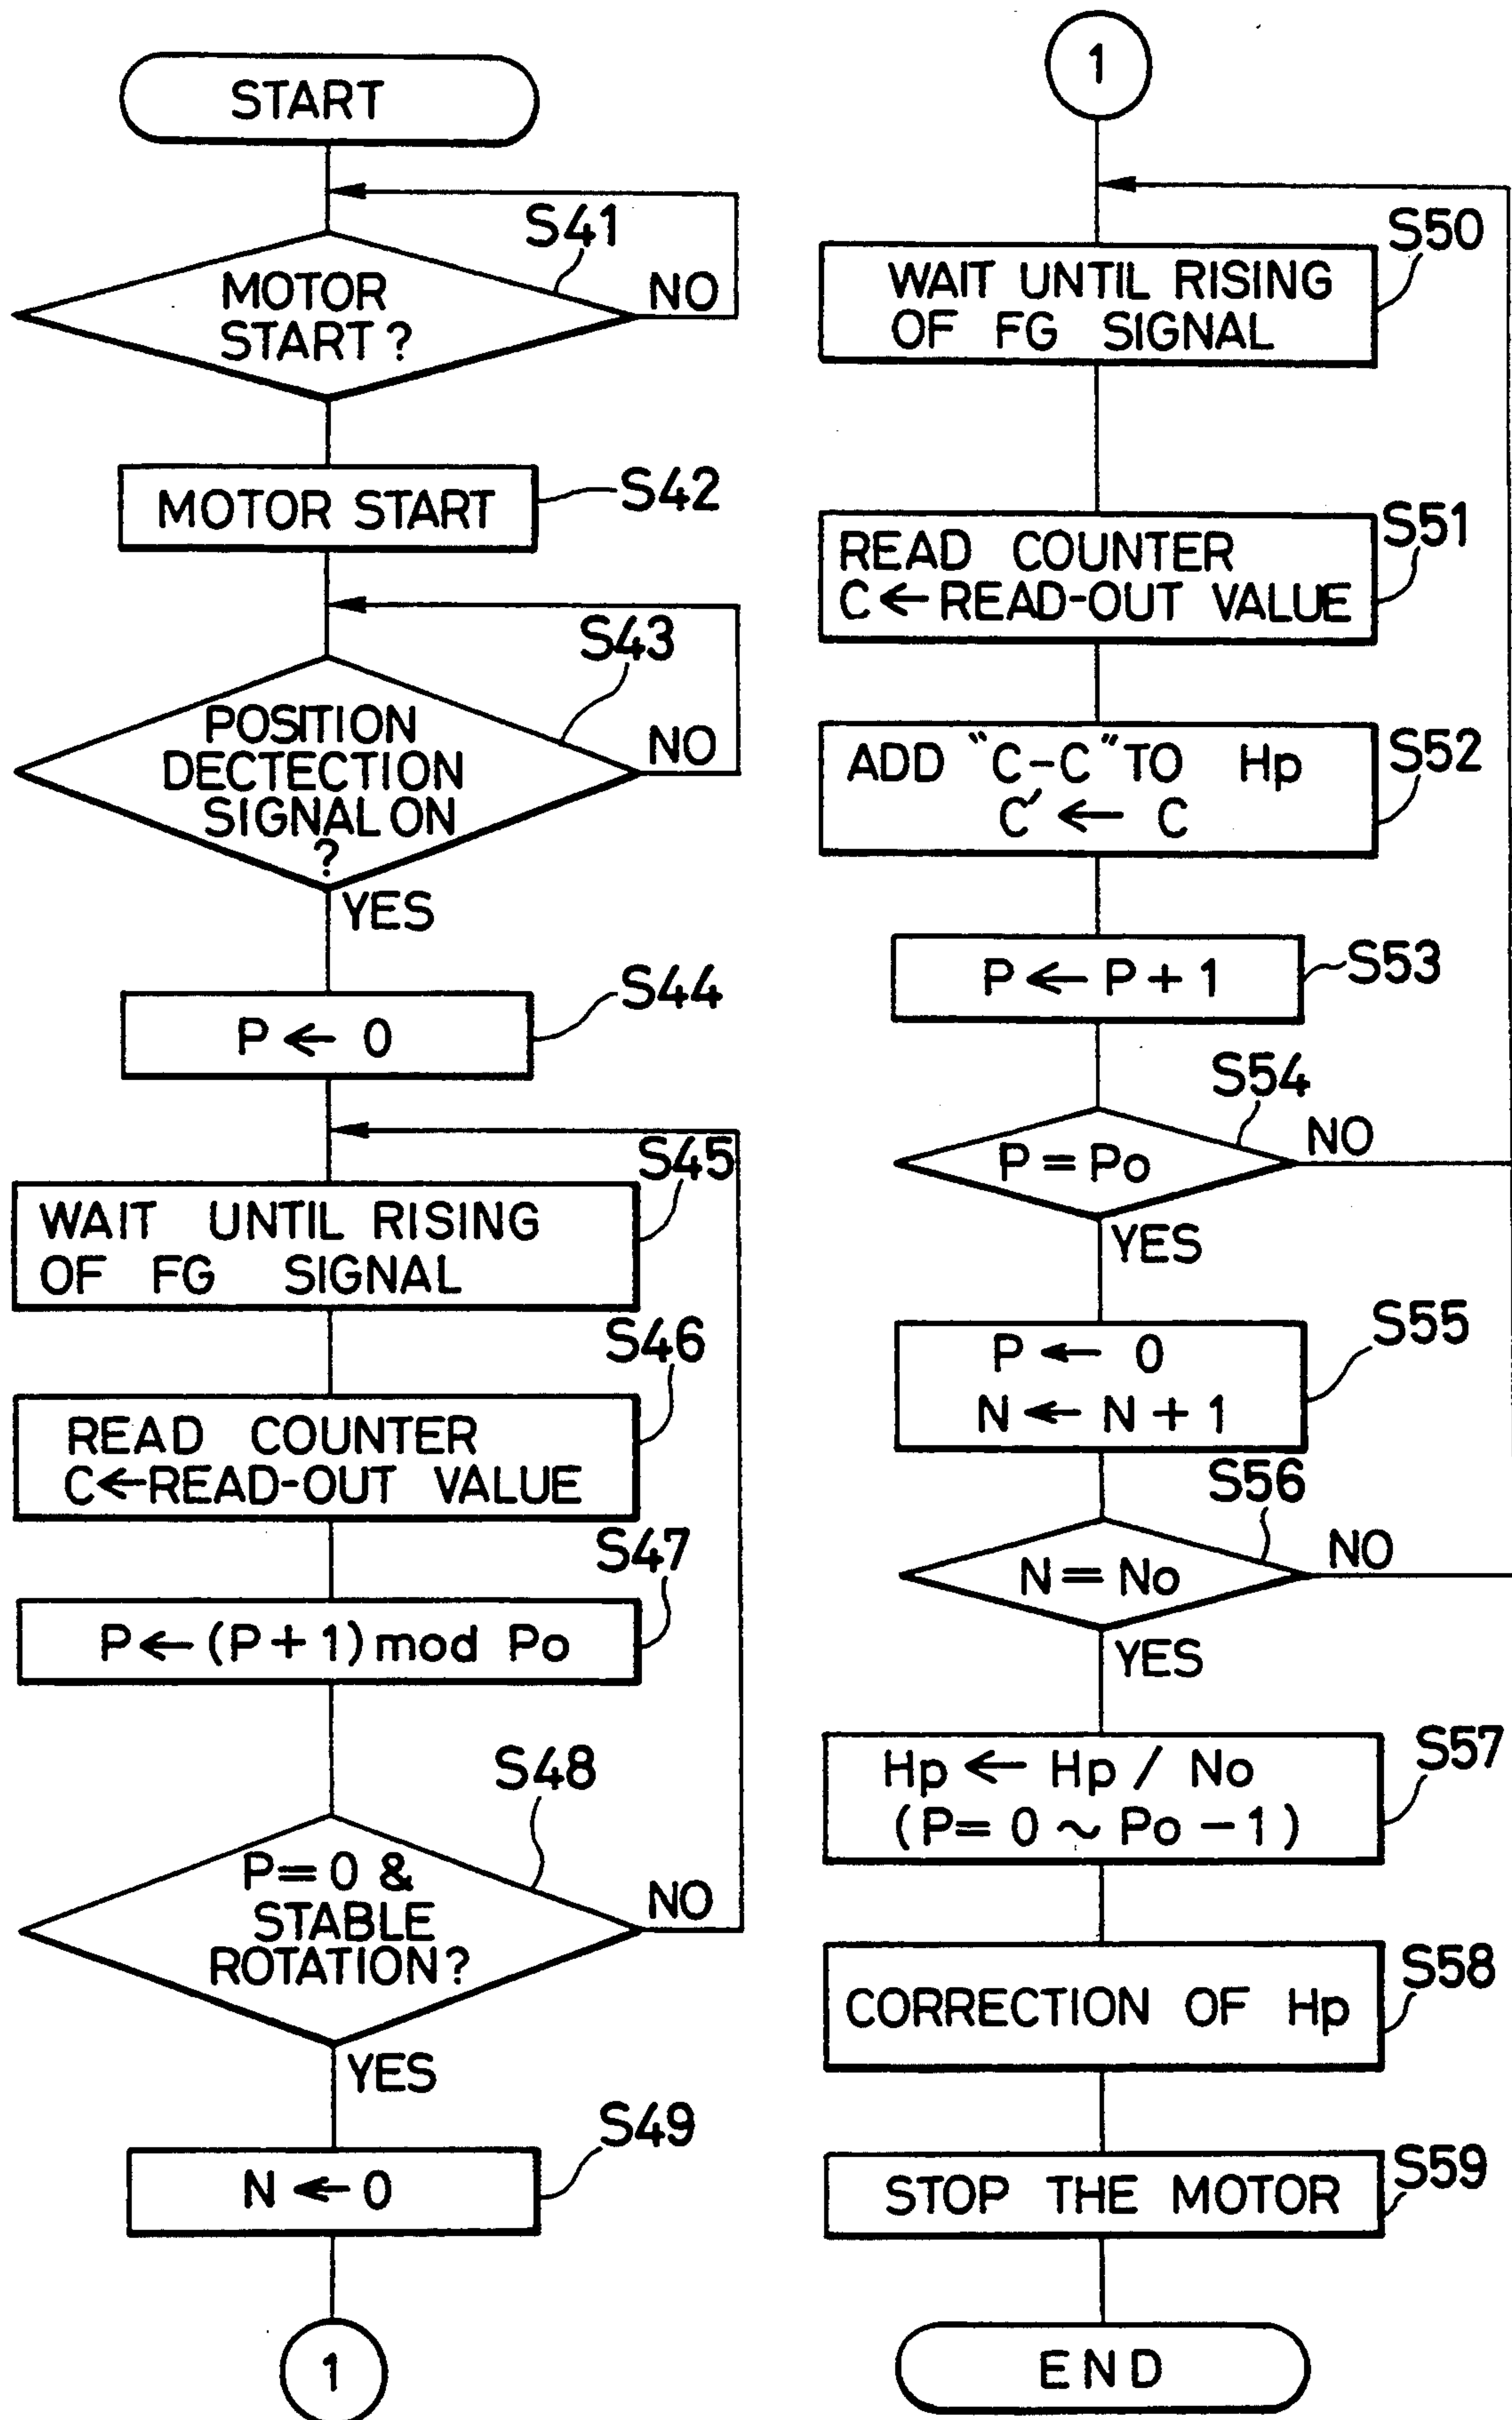 START
S41
MOTOR
START?
NO
MOTOR START
S42
S43
POSITION
DECTECTION
SIGNAL ON
?
NO
YES
S44
P ← 0
S45
WAIT UNTIL RISING
OF FG SIGNAL
S46
READ COUNTER
C←READ-OUT VALUE
S47
P←(P+1) mod Po
S48
P=0 &
STABLE
ROTATION?
NO
YES
S49
N ← 0
1
1
S50
WAIT UNTIL RISING
OF FG SIGNAL
S51
READ COUNTER
C←READ-OUT VALUE
S52
ADD "C-C" TO Hp
C' ← C
S53
P ← P + 1
S54
P = Po
NO
YES
S55
P ← 0
N ← N + 1
S56
N = No
NO
YES
S57
Hp ← Hp / No
(P= 0 ~ Po - 1)
S58
CORRECTION OF Hp
S59
STOP THE MOTOR
END